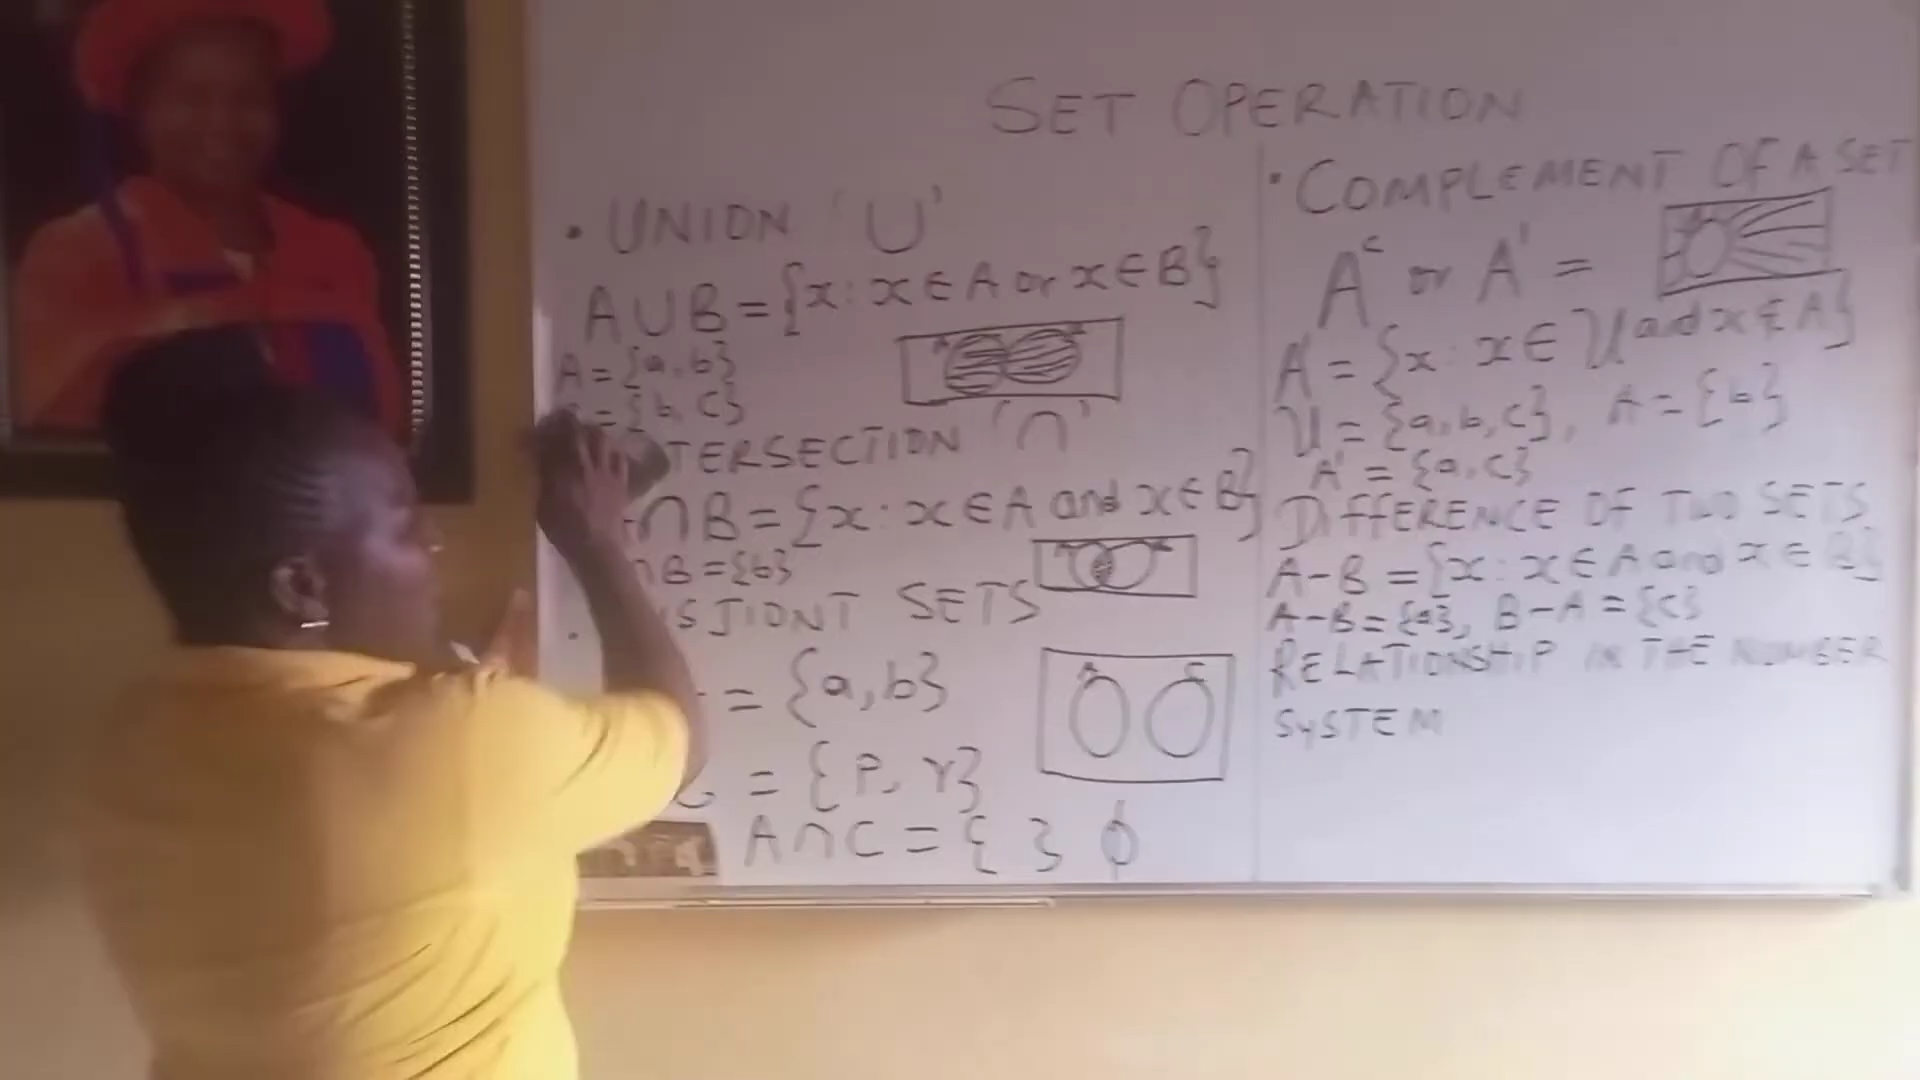 SET OPERATION
• UNION 'U'
A∪B={x:x∈A or x∈B}
A={a,b}
={b,c}
TERSECTION '∩'
∩B={x:x∈A and x∈B}
∩B={b}
SJIONT SETS
= {a,b}
C = {P, r}
A∩C = { } ϕ
• COMPLEMENT OF A SET
Aᶜ or A' =
A' = {x: x∈U and x∉A}
U={a,b,c}, A={b}
A'={a,c}
DIFFERENCE OF TWO SETS
A-B={x:x∈A and x∈B}
A-B={a}, B-A={c}
RELATIONSHIP IN THE NUMBER
SYSTEM